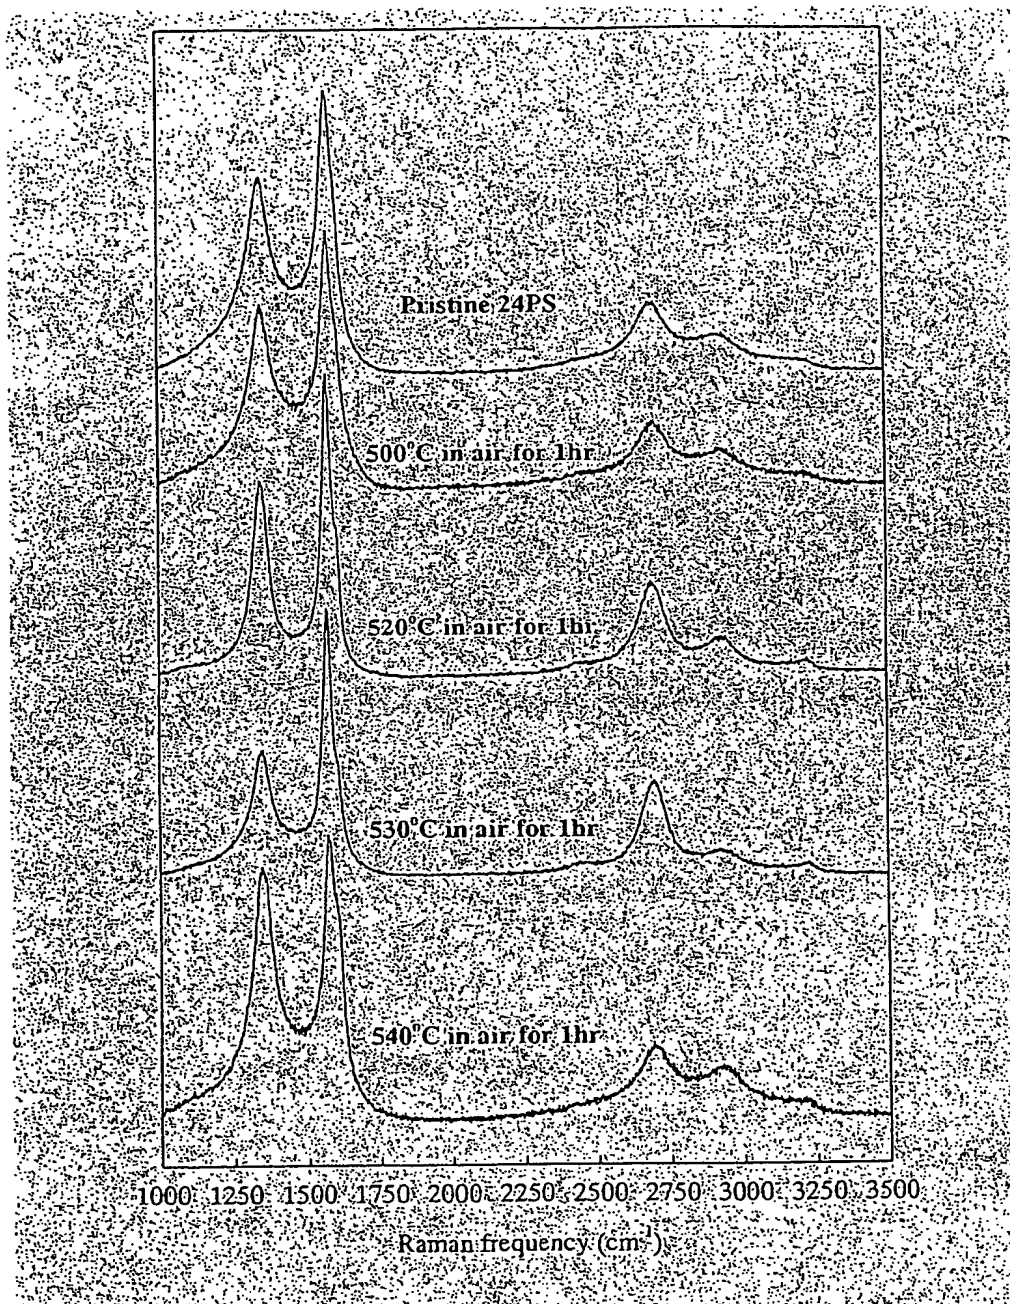 Pristine 24PS
500°C in air for 1hr
520°C in air for 1hr
530°C in air for 1hr
540°C in air for 1hr
1000 1250 1500 1750 2000 2250 2500 2750 3000 3250 3500
Raman frequency (cm⁻¹)